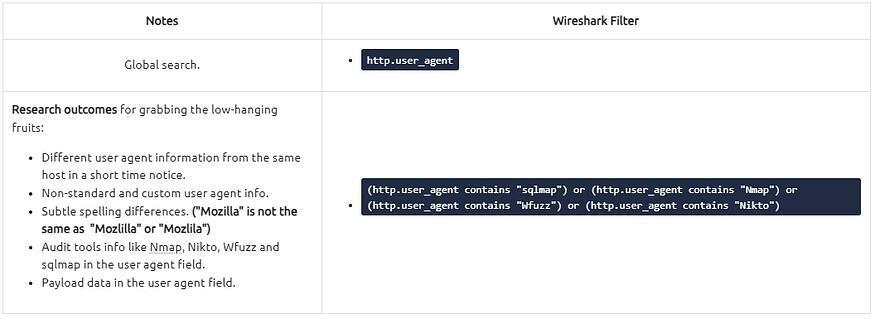 Notes
Wireshark Filter
Global search.
http.user_agent
Research outcomes for grabbing the low-hanging
fruits:
Different user agent information from the same
host in a short time notice.
Non-standard and custom user agent info.
Subtle spelling differences. ("Mozilla" is not the
same as "Mozlilla" or "Mozlila")
Audit tools info like Nmap, Nikto, Wfuzz and
sqlmap in the user agent field.
Payload data in the user agent field.
(http.user_agent contains "sqlmap") or (http.user_agent contains "Nmap") or
(http.user_agent contains "Wfuzz") or (http.user_agent contains "Nikto")